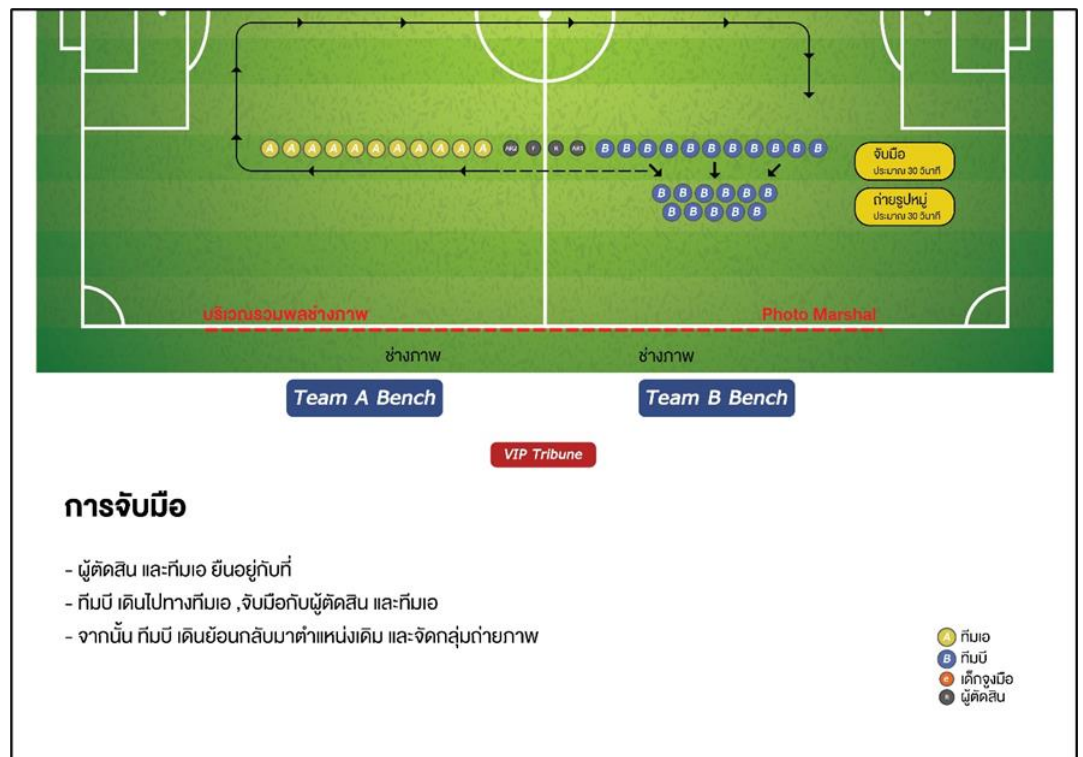 A A A A A A A A A A A AR2 F R AR1 B B B B B B B B B B B
จับมือ
ประมาณ 30 วินาที
B B B B B B
ถ่ายรูปหมู่
B B B B B
ประมาณ 30 วินาที
บริเวณรวมพลช่างภาพ Photo Marshal
ช่างภาพ ช่างภาพ
Team A Bench Team B Bench
VIP Tribune
การจับมือ
- ผู้ตัดสิน และทีมเอ ยืนอยู่กับที่
- ทีมบี เดินไปทางทีมเอ ,จับมือกับผู้ตัดสิน และทีมเอ
- จากนั้น ทีมบี เดินย้อนกลับมาตำแหน่งเดิม และจัดกลุ่มถ่ายภาพ
A ทีมเอ
B ทีมบี
e เด็กจูงมือ
R ผู้ตัดสิน